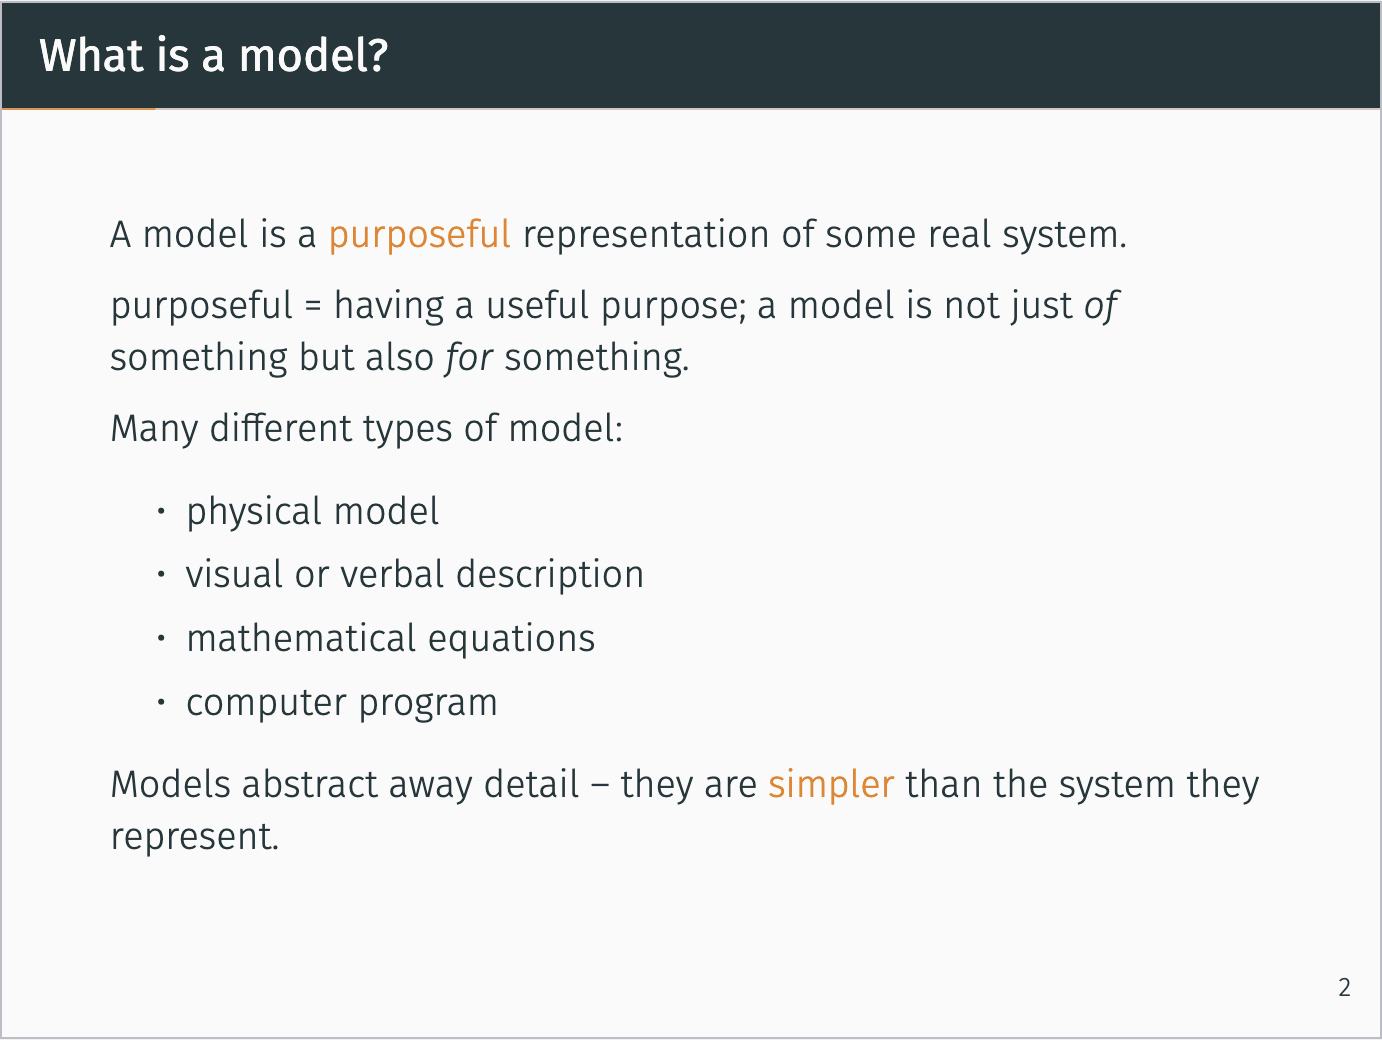 What is a model?
A model is a purposeful representation of some real system.
purposeful = having a useful purpose; a model is not just of
something but also for something.
Many different types of model:
• physical model
• visual or verbal description
• mathematical equations
• computer program
Models abstract away detail – they are simpler than the system they
represent.
2